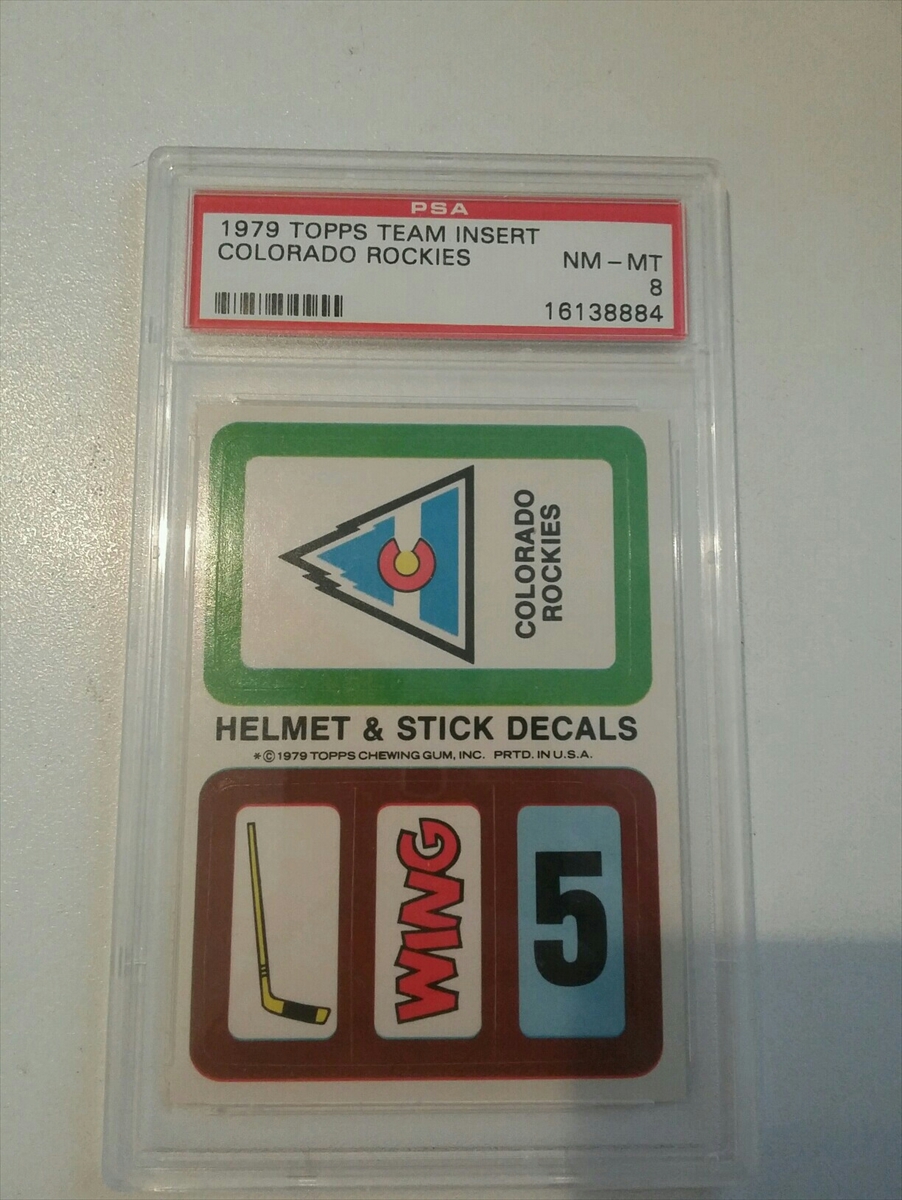 PSA
1979 TOPPS TEAM INSERT
COLORADO ROCKIES
NM - MT
8
16138884
COLORADO
ROCKIES
HELMET & STICK DECALS
*©1979 TOPPS CHEWING GUM, INC. PRTD. IN U.S.A.
WING
5